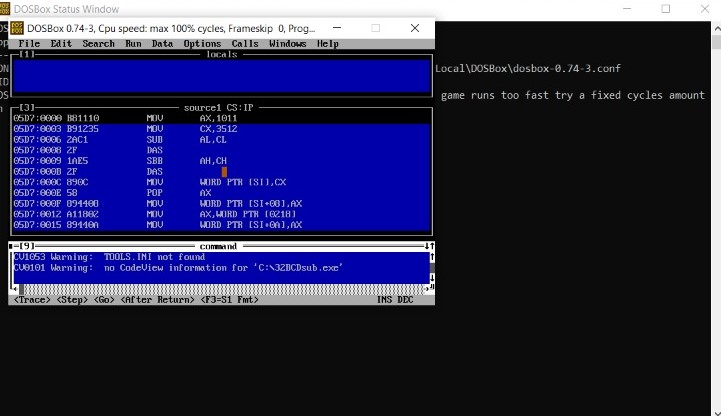 DOSBox Status Window
DOSBox 0.74-3, Cpu speed: max 100% cycles, Frameskip 0, Prog...
File Edit Search Run Data Options Calls Windows Help
[1] locals
Local\DOSBox\dosbox-0.74-3.conf
game runs too fast try a fixed cycles amount
[3] source1 CS:IP
05D7:0000 B81110 MOV AX,1011
05D7:0003 B91235 MOV CX,3512
05D7:0006 2AC1 SUB AL,CL
05D7:0008 2F DAS
05D7:0009 1AE5 SBB AH,CH
05D7:000B 2F DAS
05D7:000C 890C MOV WORD PTR [SI],CX
05D7:000E 58 POP AX
05D7:000F 894408 MOV WORD PTR [SI+08],AX
05D7:0012 A11802 MOV AX,WORD PTR [0218]
05D7:0015 89440A MOV WORD PTR [SI+0A],AX
[9] command
CV1053 Warning: TOOLS.INI not found
CV0101 Warning: no CodeView information for 'C:\3ZBCDsub.exe'
<Trace> <Step> <Go> <After Return> <F3=S1 Fmt> INS DEC